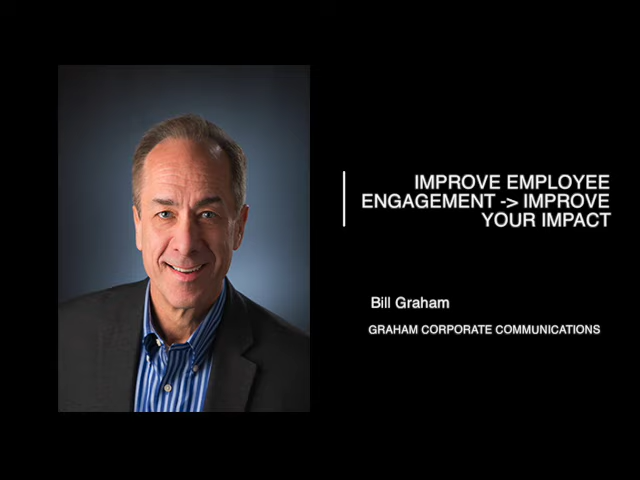 IMPROVE EMPLOYEE
ENGAGEMENT -> IMPROVE
YOUR IMPACT
Bill Graham
GRAHAM CORPORATE COMMUNICATIONS